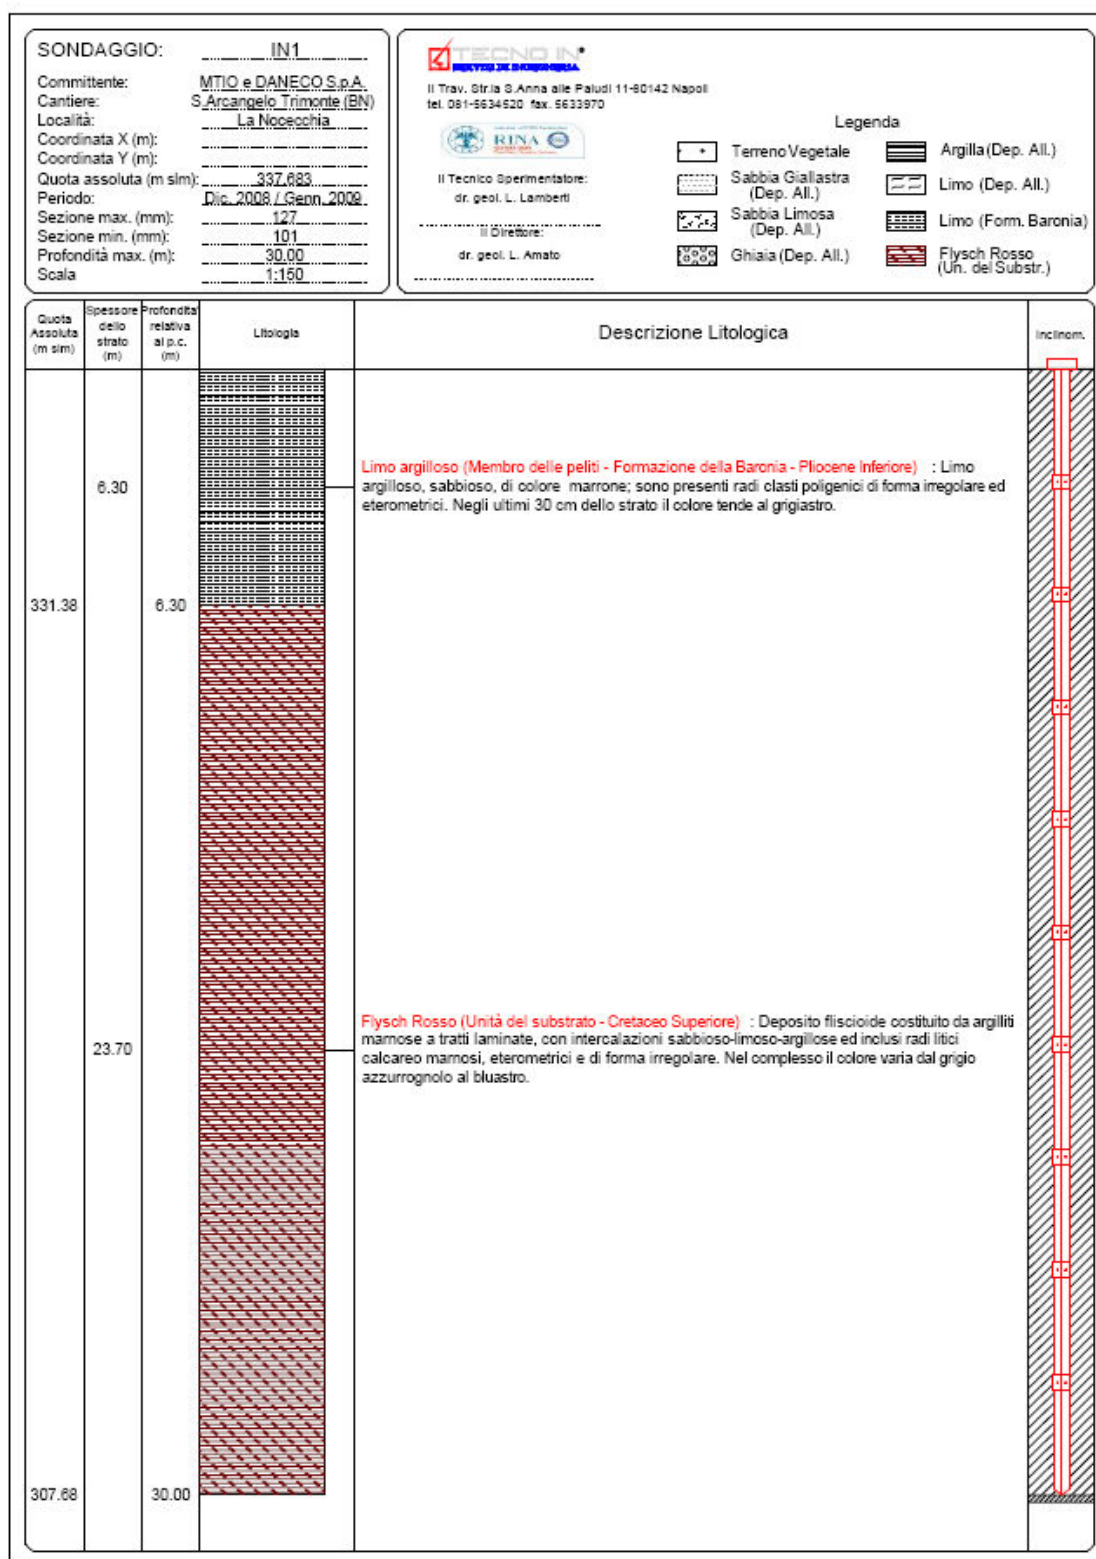 SONDAGGIO: IN1
Committente: MTIO e DANECO S.p.A.
Cantiere: S.Arcangelo Trimonte (BN)
Località: La Nocecchia
Coordinata X (m):
Coordinata Y (m):
Quota assoluta (m slm): 337.683
Periodo: Dic. 2008 / Genn. 2009
Sezione max. (mm): 127
Sezione min. (mm): 101
Profondità max. (m): 30.00
Scala 1:150
TECNO IN
SERVIZI DI INGEGNERIA
II Trav. Str.la S.Anna alle Paludi 11-80142 Napoli
tel. 081-5634520 fax. 5633970
RINA
Il Tecnico Sperimentatore:
dr. geol. L. Lamberti
Il Direttore:
dr. geol. L. Amato
Legenda
Terreno Vegetale
Sabbia Giallastra
(Dep. All.)
Sabbia Limosa
(Dep. All.)
Ghiaia (Dep. All.)
Argilla (Dep. All.)
Limo (Dep. All.)
Limo (Form. Baronia)
Flysch Rosso
(Un. del Substr.)
Quota
Assoluta
(m slm)
Spessore
dello
strato
(m)
Profondita'
relativa
al p.c.
(m)
Litologia
Descrizione Litologica
Inclinom.
6.30
Limo argilloso (Membro delle peliti - Formazione della Baronia - Pliocene Inferiore) : Limo
argilloso, sabbioso, di colore marrone; sono presenti radi clasti poligenici di forma irregolare ed
eterometrici. Negli ultimi 30 cm dello strato il colore tende al grigiastro.
331.38 6.30
23.70
Flysch Rosso (Unità del substrato - Cretaceo Superiore) : Deposito fliscioide costituito da argilliti
marnose a tratti laminate, con intercalazioni sabbioso-limoso-argillose ed inclusi radi litici
calcareo marnosi, eterometrici e di forma irregolare. Nel complesso il colore varia dal grigio
azzurrognolo al bluastro.
307.68 30.00